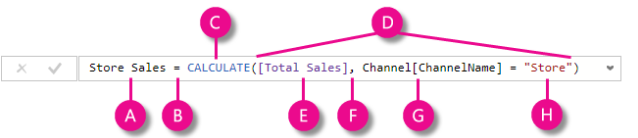 C D
Store Sales = CALCULATE([Total Sales], Channel[ChannelName] = "Store")
A B E F G H